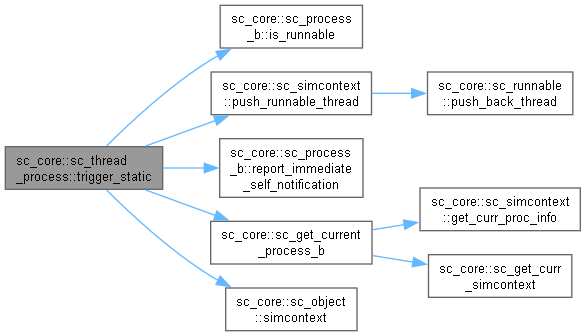 sc_core::sc_process
_b::is_runnable
sc_core::sc_simcontext
::push_runnable_thread
sc_core::sc_runnable
::push_back_thread
sc_core::sc_thread
_process::trigger_static
sc_core::sc_process
_b::report_immediate
_self_notification
sc_core::sc_get_current
_process_b
sc_core::sc_simcontext
::get_curr_proc_info
sc_core::sc_get_curr
_simcontext
sc_core::sc_object
::simcontext